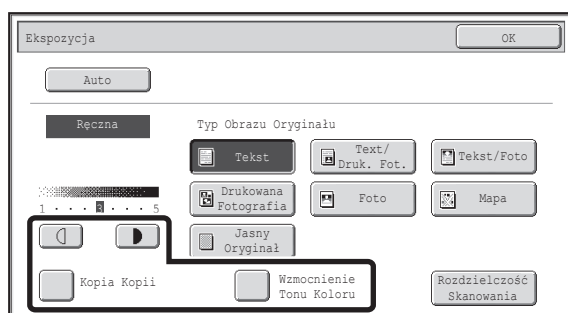 Ekspozycja
OK
Auto
Ręczna
Typ Obrazu Oryginału
Tekst
Text/
Druk. Fot.
Tekst/Foto
Drukowana
Fotografia
Foto
Mapa
1 · · · 3 · · · 5
Jasny
Oryginał
Kopia Kopii
Wzmocnienie
Tonu Koloru
Rozdzielczość
Skanowania